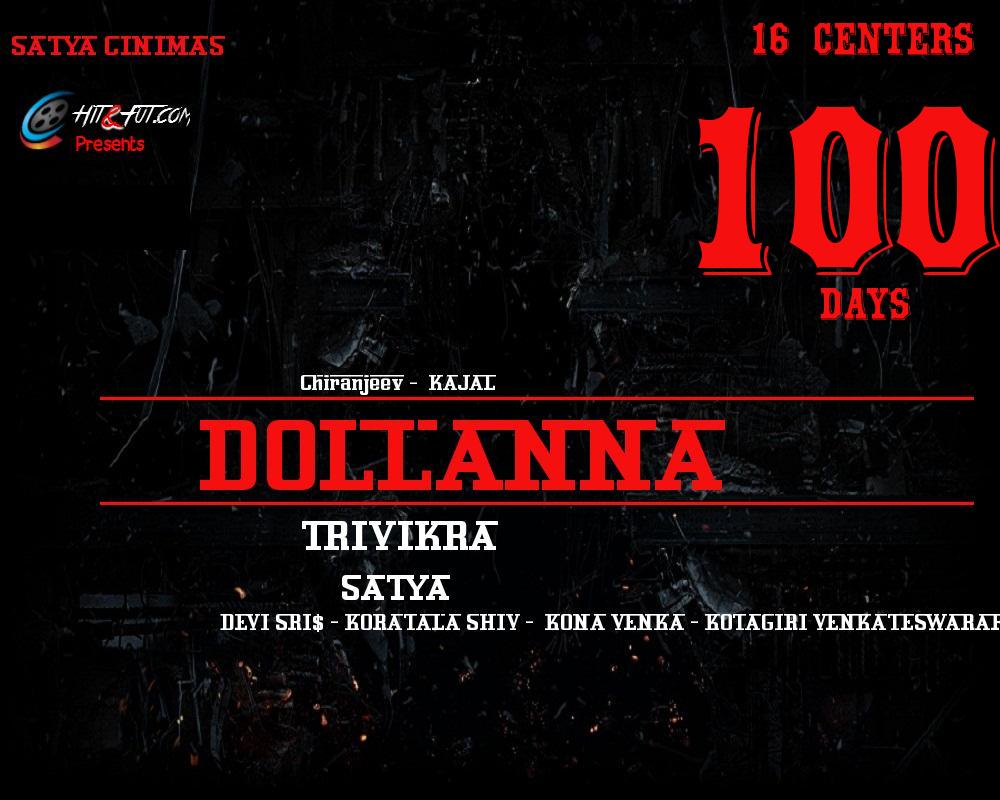 SATYA CINIMAS
16 CENTERS
HIT&FUT.COM
Presents
100
DAYS
Chiranjeev - KAJAL
DOLLANNA
TRIVIKRA
SATYA
DEVI SRI$ - KORATALA SHIV - KONA VENKA - KOTAGIRI VENKATESWARAR